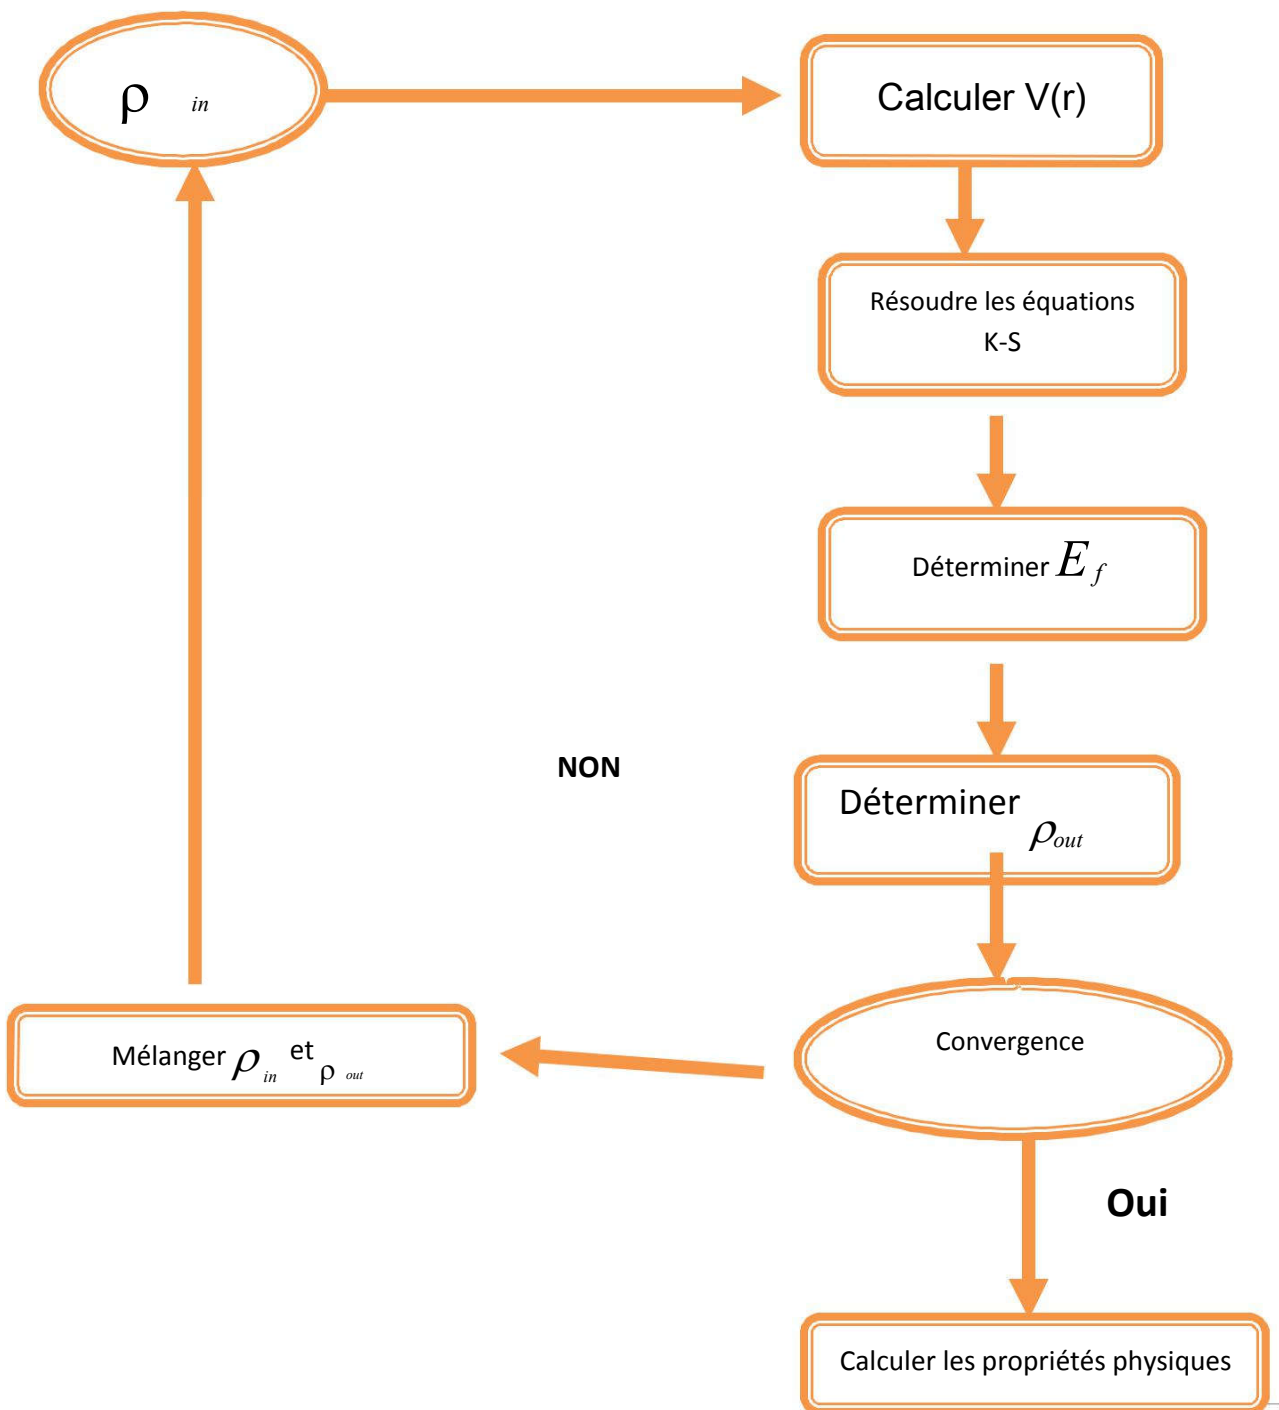 ρ in
Calculer V(r)
Résoudre les équations
K-S
Déterminer E f
NON
Déterminer ρout
Convergence
Mélanger ρ in et ρ out
Oui
Calculer les propriétés physiques